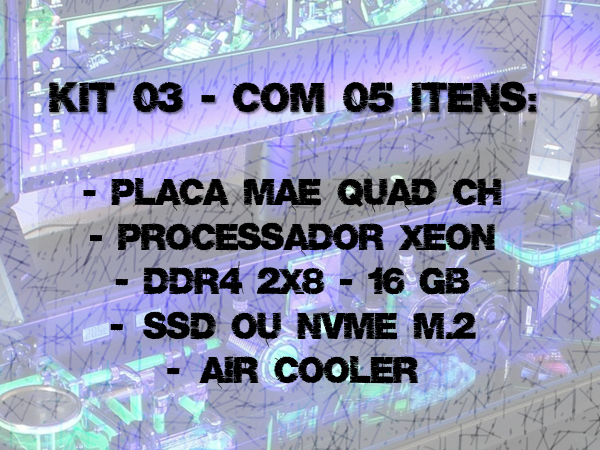 KIT 03 - COM 05 ITENS:
- PLACA MAE QUAD CH
- PROCESSADOR XEON
- DDR4 2X8 - 16 GB
- SSD OU NVME M.2
- AIR COOLER